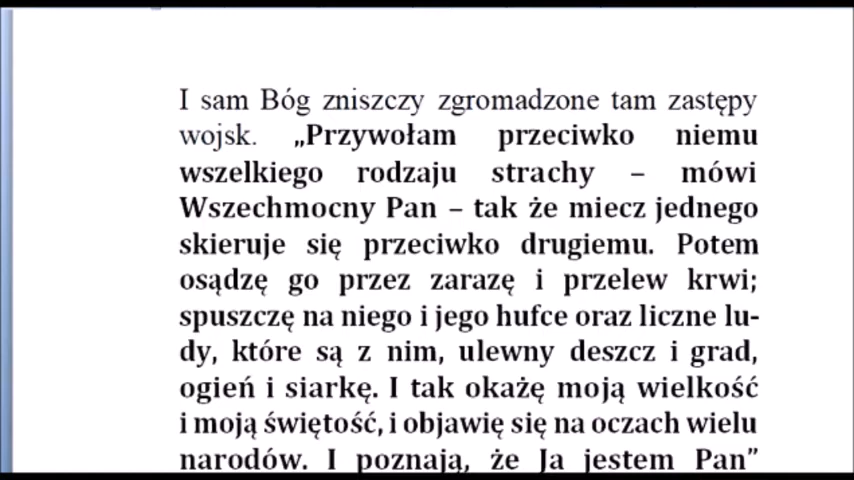 I sam Bóg zniszczy zgromadzone tam zastępy
wojsk. „Przywołam przeciwko niemu
wszelkiego rodzaju strachy – mówi
Wszechmocny Pan – tak że miecz jednego
skieruje się przeciwko drugiemu. Potem
osądzę go przez zarazę i przelew krwi;
spuszczę na niego i jego hufce oraz liczne lu-
dy, które są z nim, ulewny deszcz i grad,
ogień i siarkę. I tak okażę moją wielkość
i moją świętość, i objawię się na oczach wielu
narodów. I poznają, że Ja jestem Pan”